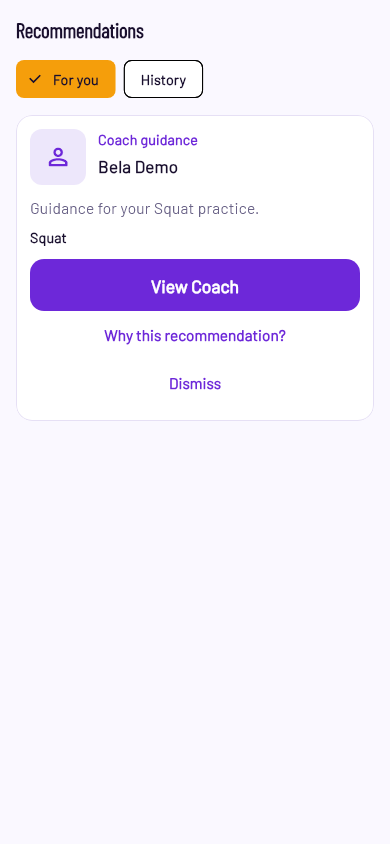 Recommendations
For you
History
Coach guidance
Bela Demo
Guidance for your Squat practice.
Squat
View Coach
Why this recommendation?
Dismiss